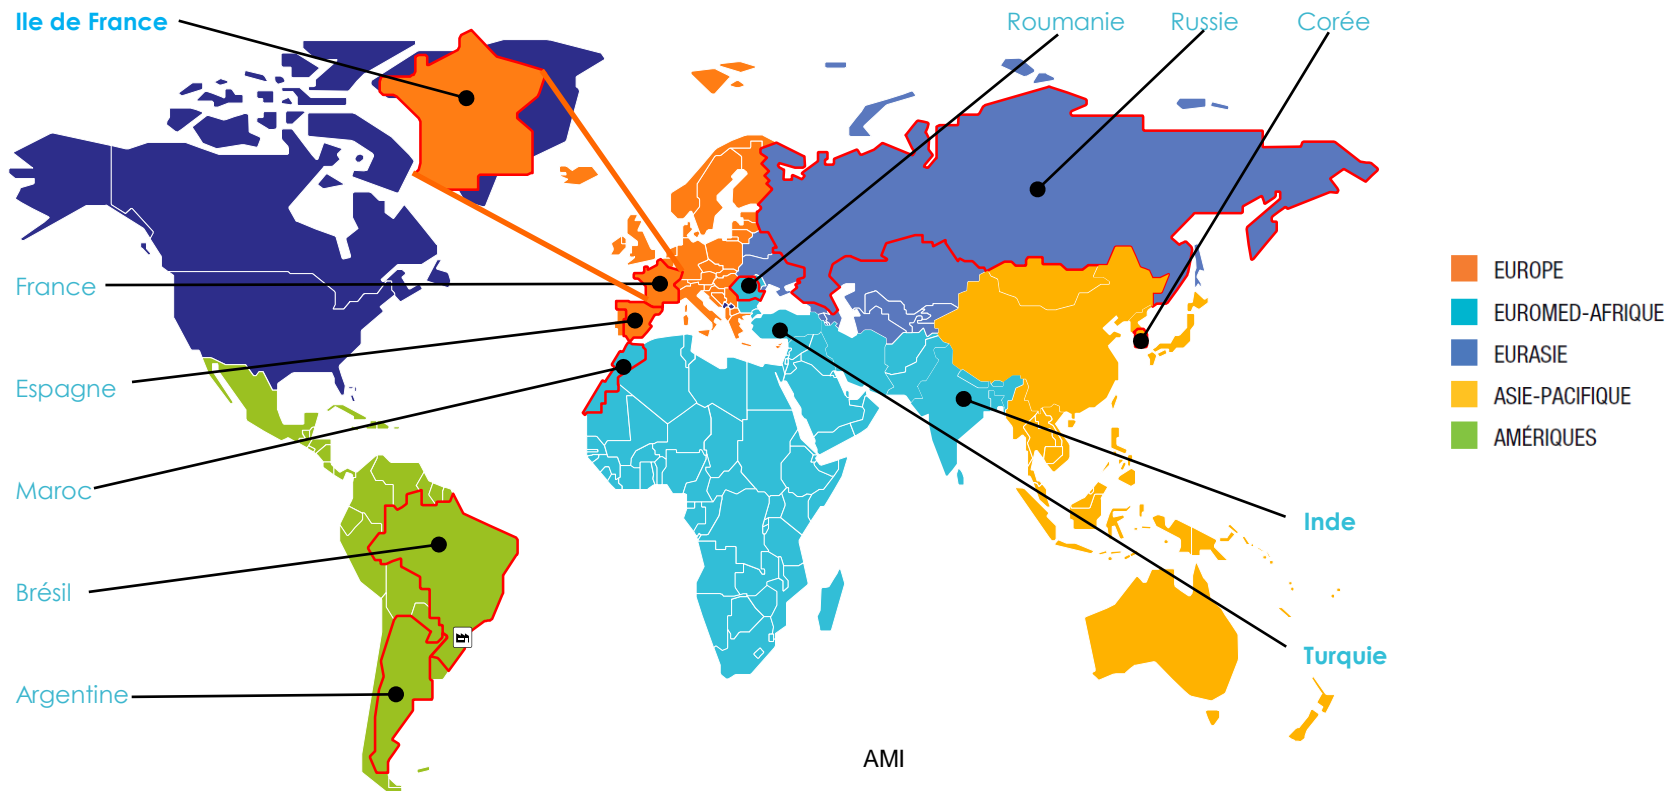 Ile de France
Roumanie
Russie
Corée
France
Espagne
Maroc
Brésil
Argentine
Inde
Turquie
EUROPE
EUROMED-AFRIQUE
EURASIE
ASIE-PACIFIQUE
AMÉRIQUES
AMI